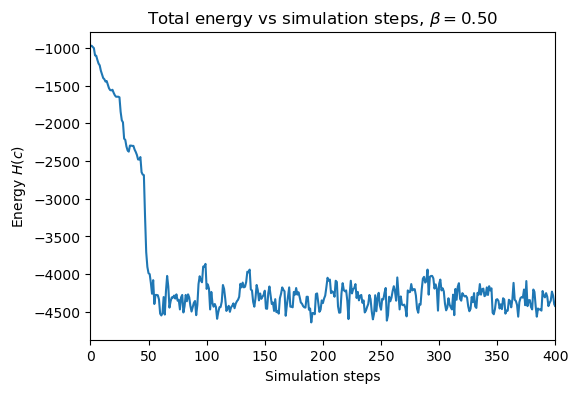 Total energy vs simulation steps, β = 0.50
Energy H(c)
−1000
−1500
−2000
−2500
−3000
−3500
−4000
−4500
0 50 100 150 200 250 300 350 400
Simulation steps